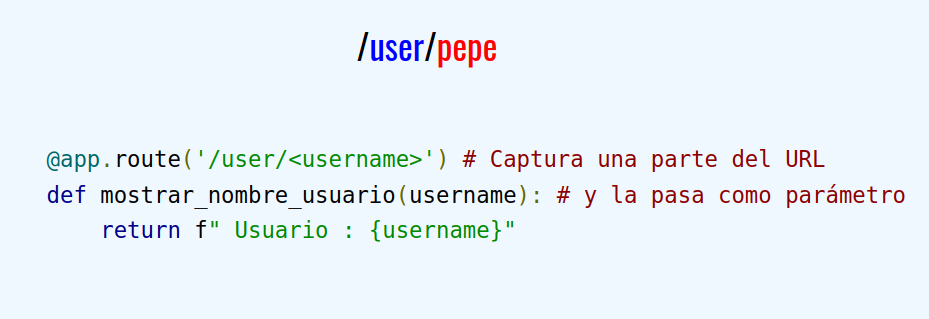 /user/pepe
@app.route('/user/<username>') # Captura una parte del URL
def mostrar_nombre_usuario(username): # y la pasa como parámetro
    return f" Usuario : {username}"